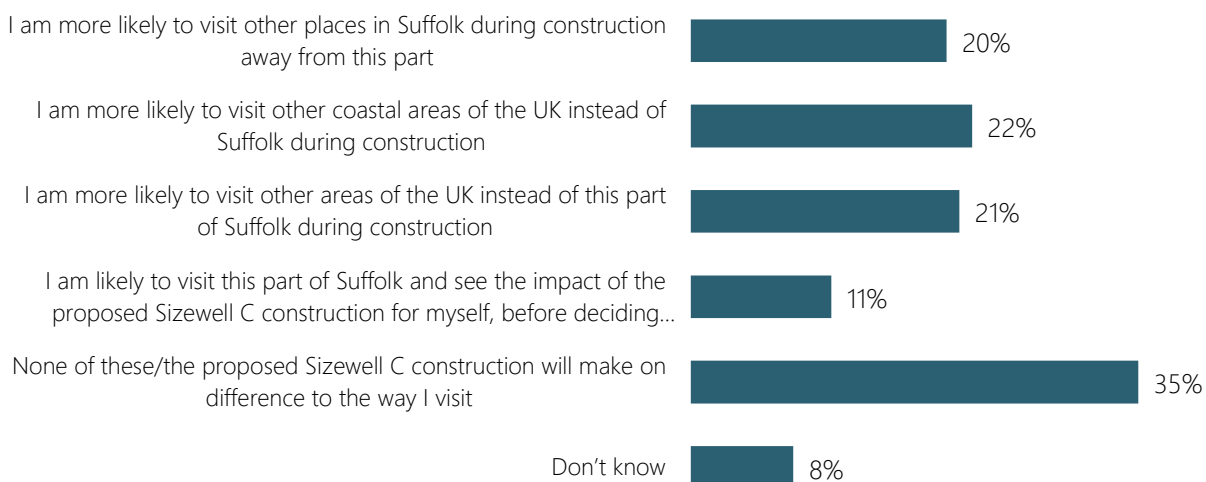 I am more likely to visit other places in Suffolk during construction
away from this part
20%
I am more likely to visit other coastal areas of the UK instead of
Suffolk during construction
22%
I am more likely to visit other areas of the UK instead of this part
of Suffolk during construction
21%
I am likely to visit this part of Suffolk and see the impact of the
proposed Sizewell C construction for myself, before deciding...
11%
None of these/the proposed Sizewell C construction will make on
difference to the way I visit
35%
Don't know
8%